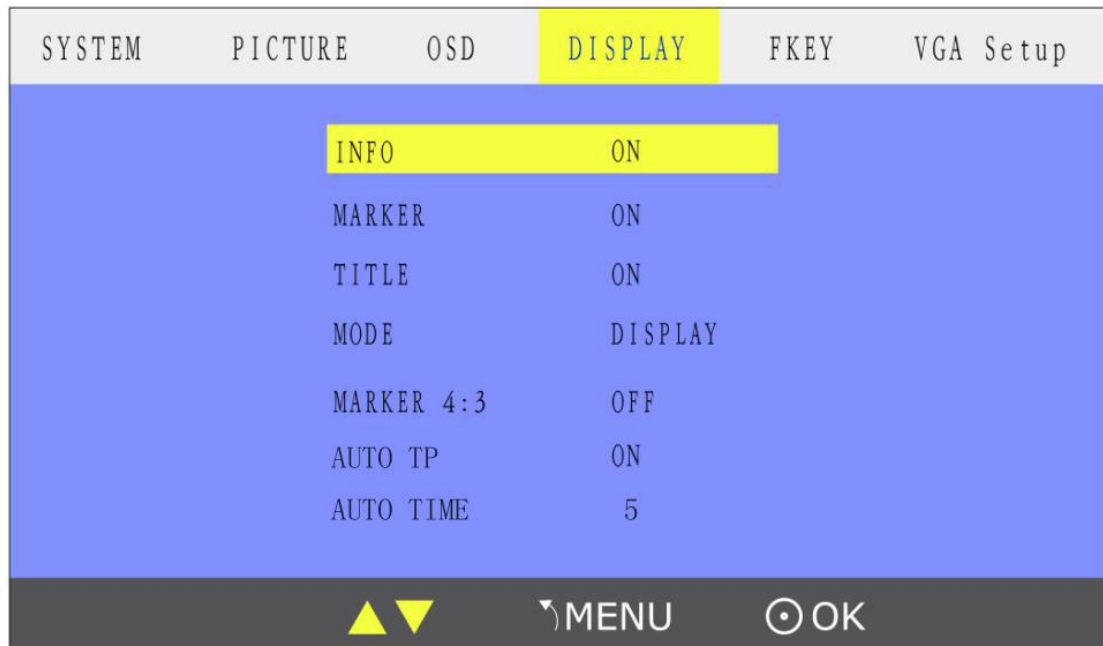 SYSTEM PICTURE OSD DISPLAY FKEY VGA Setup
INFO ON
MARKER ON
TITLE ON
MODE DISPLAY
MARKER 4:3 OFF
AUTO TP ON
AUTO TIME 5
MENU OK